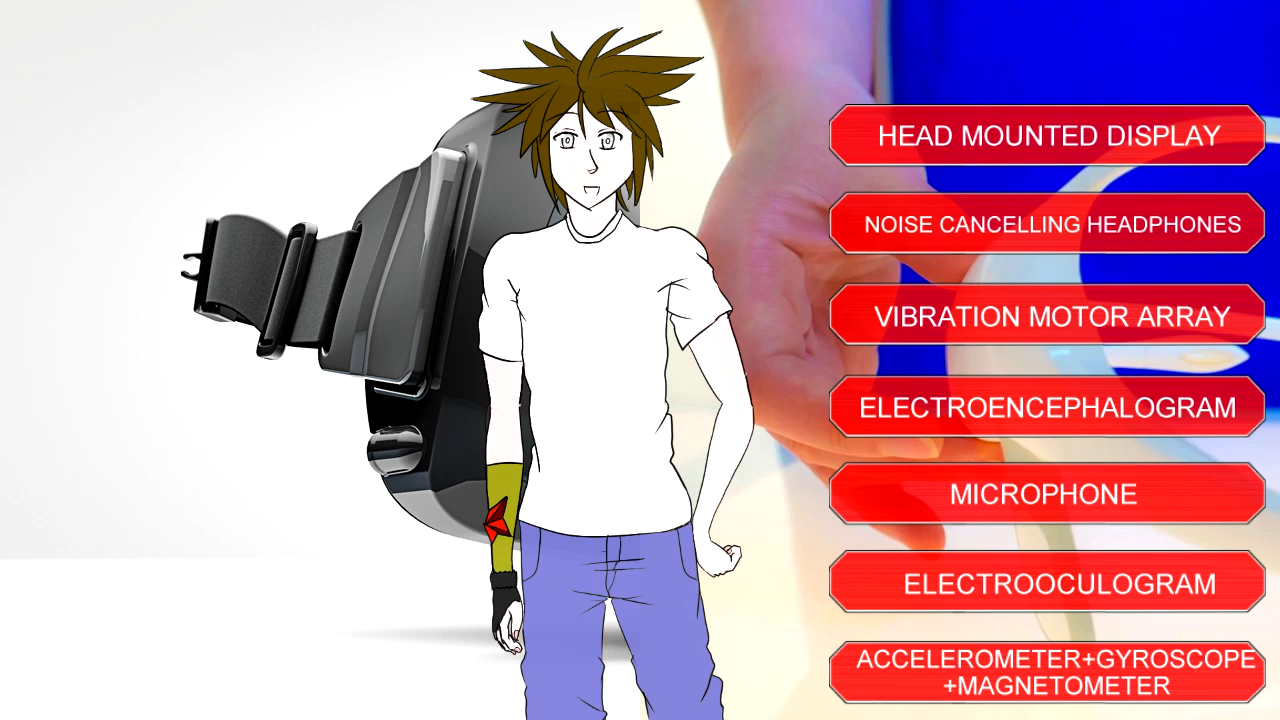 HEAD MOUNTED DISPLAY
NOISE CANCELLING HEADPHONES
VIBRATION MOTOR ARRAY
ELECTROENCEPHALOGRAM
MICROPHONE
ELECTROOCULOGRAM
ACCELEROMETER+GYROSCOPE
+MAGNETOMETER